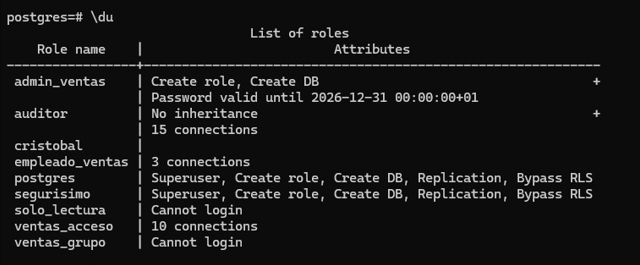 postgres=# \du
                              List of roles
    Role name    |                         Attributes
-----------------+------------------------------------------------------------
 admin_ventas    | Create role, Create DB                                    +
                 | Password valid until 2026-12-31 00:00:00+01
 auditor         | No inheritance                                            +
                 | 15 connections
 cristobal       |
 empleado_ventas | 3 connections
 postgres        | Superuser, Create role, Create DB, Replication, Bypass RLS
 segurisimo      | Superuser, Create role, Create DB, Replication, Bypass RLS
 solo_lectura    | Cannot login
 ventas_acceso   | 10 connections
 ventas_grupo    | Cannot login